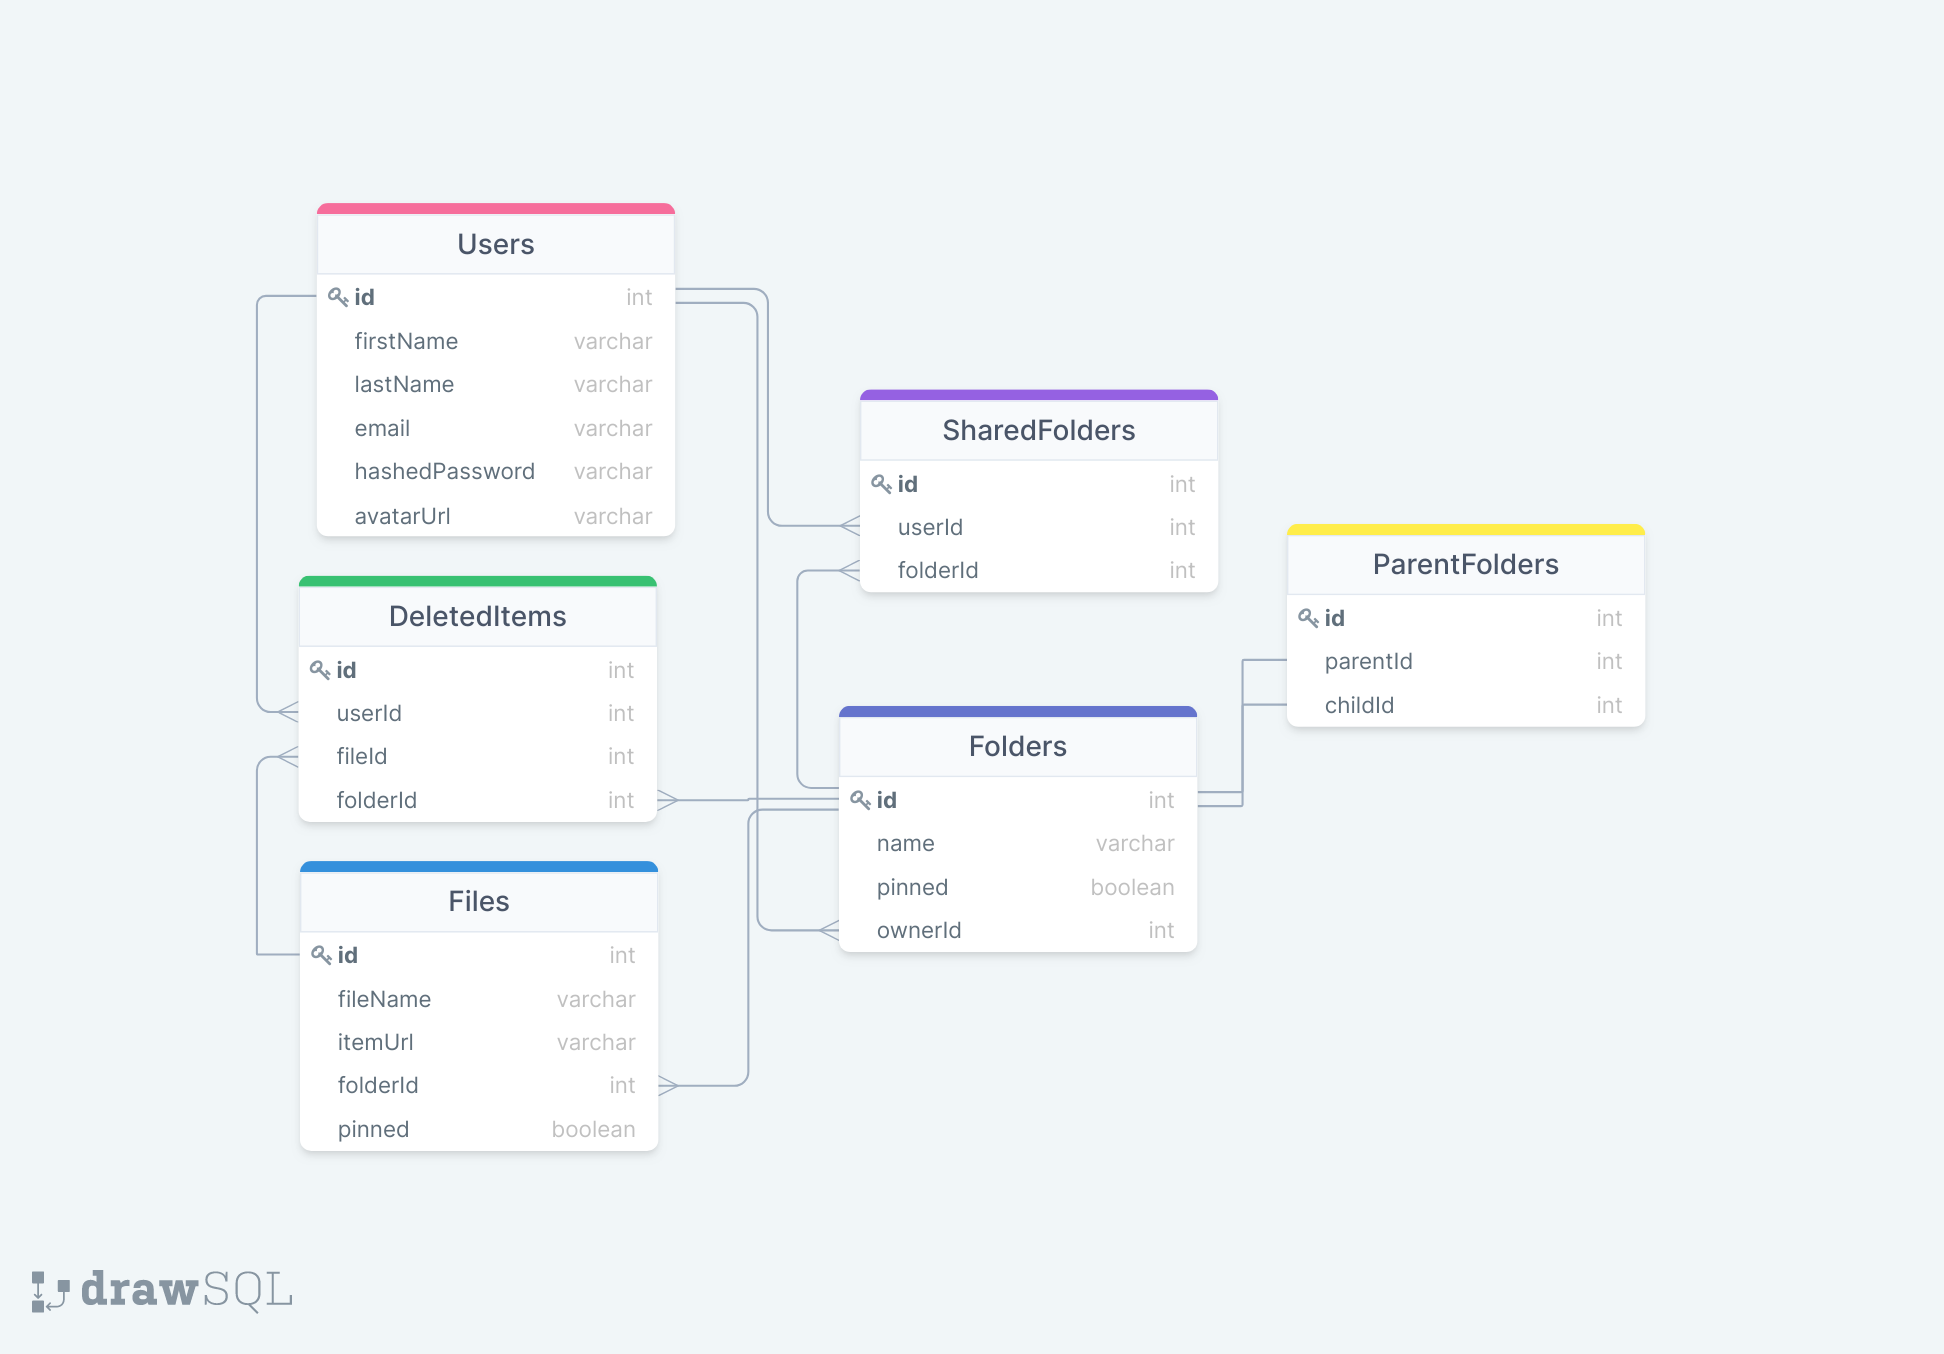 Users
id int
firstName varchar
lastName varchar
email varchar
hashedPassword varchar
avatarUrl varchar
DeletedItems
id int
userId int
fileId int
folderId int
Files
id int
fileName varchar
itemUrl varchar
folderId int
pinned boolean
SharedFolders
id int
userId int
folderId int
Folders
id int
name varchar
pinned boolean
ownerId int
ParentFolders
id int
parentId int
childId int
drawSQL